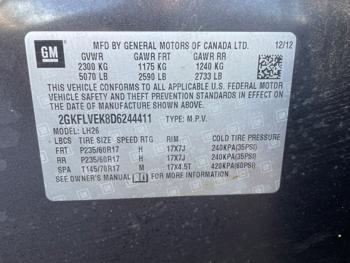 GM
MFD BY GENERAL MOTORS OF CANADA LTD. 12/12
GVWR GAWR FRT GAWR RR
2300 KG 1175 KG 1240 KG
5070 LB 2590 LB 2733 LB
THIS VEHICLE CONFORMS TO ALL APPLICABLE U.S.
FEDERAL MOTOR VEHICLE SAFETY, BUMPER,
AND THEFT PREVENTION STANDARDS IN EFFECT
ON THE DATE OF MANUFACTURE SHOWN ABOVE.
2GKFLVEK8D6244411 TYPE: M.P.V.
MODEL: LH26
LBCS TIRE SIZE SPEED RTG RIM COLD TIRE PRESSURE
FRT P235/60R17 H 17X7J 240KPA(35PSI)
RR P235/60R17 H 17X7J 240KPA(35PSI)
SPA T145/70R17 M 17X4.5T 420KPA(60PSI)
SEE OWNER'S MANUAL FOR MORE INFORMATION.